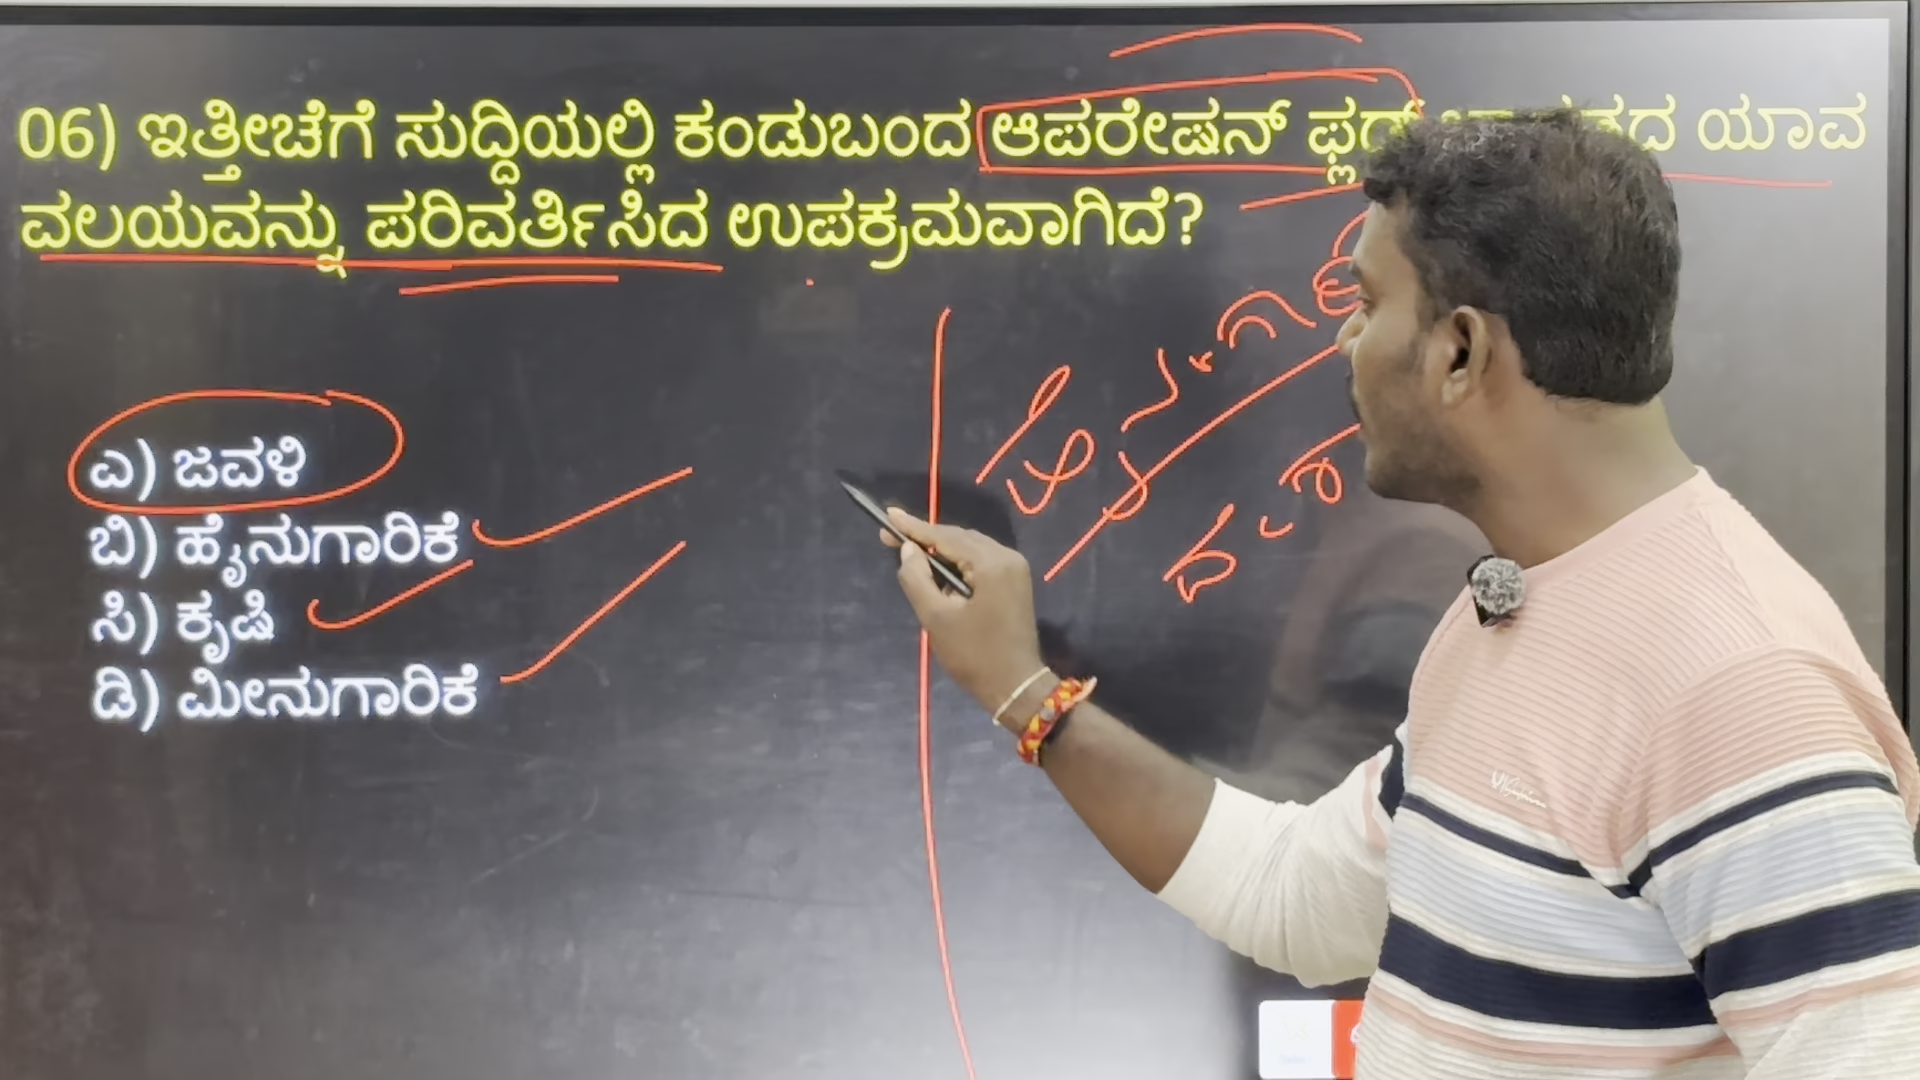 06) ಇತ್ತೀಚೆಗೆ ಸುದ್ದಿಯಲ್ಲಿ ಕಂಡುಬಂದ ಆಪರೇಷನ್ ಯಾವ
ವಲಯವನ್ನು ಪರಿವರ್ತಿಸಿದ ಉಪಕ್ರಮವಾಗಿದೆ?
ಎ) ಜವಳಿ
ಬಿ) ಹೈನುಗಾರಿಕೆ
ಸಿ) ಕೃಷಿ
ಡಿ) ಮೀನುಗಾರಿಕೆ